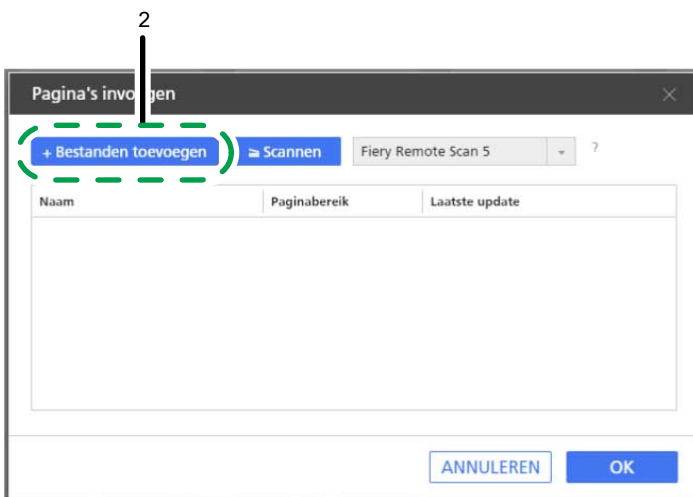 2
Pagina's invoegen
+ Bestanden toevoegen Scannen Fiery Remote Scan 5 ?
Naam Paginabereik Laatste update
ANNULEREN OK